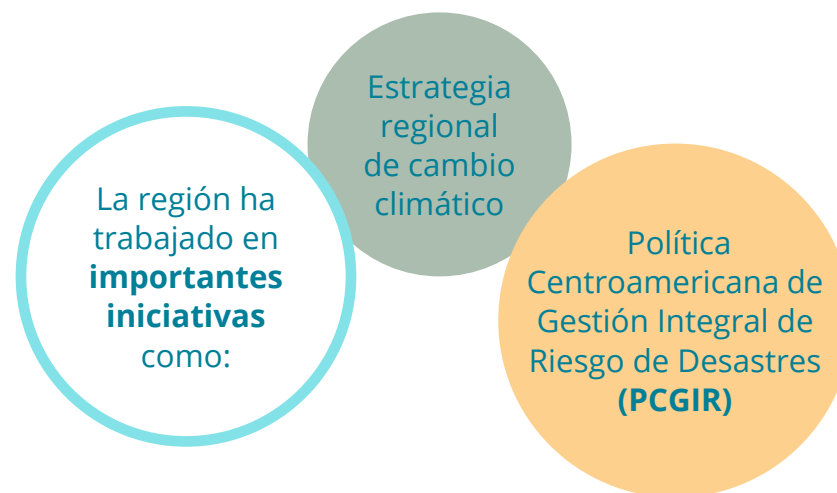 La región ha
trabajado en
importantes
iniciativas
como:
Estrategia
regional
de cambio
climático
Política
Centroamericana de
Gestión Integral de
Riesgo de Desastres
(PCGIR)